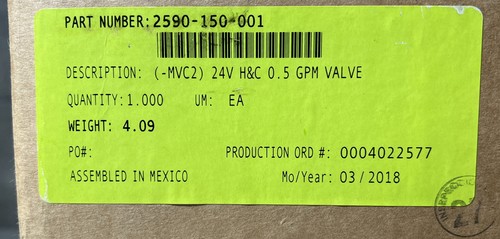 PART NUMBER: 2590-150-001
DESCRIPTION: (-MVC2) 24V H&C 0.5 GPM VALVE
QUANTITY: 1.000 UM: EA
WEIGHT: 4.09
PO#: PRODUCTION ORD #: 0004022577
ASSEMBLED IN MEXICO Mo/Year: 03 / 2018
21